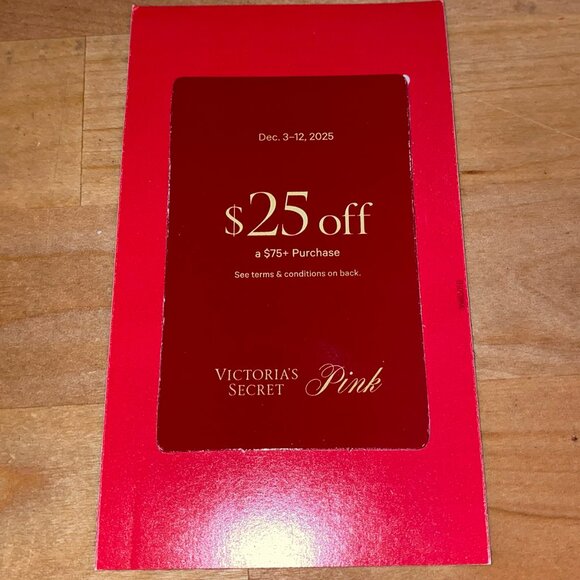 Dec. 3–12, 2025
$25 off
a $75+ Purchase
See terms & conditions on back.
VICTORIA'S
SECRET
Pink